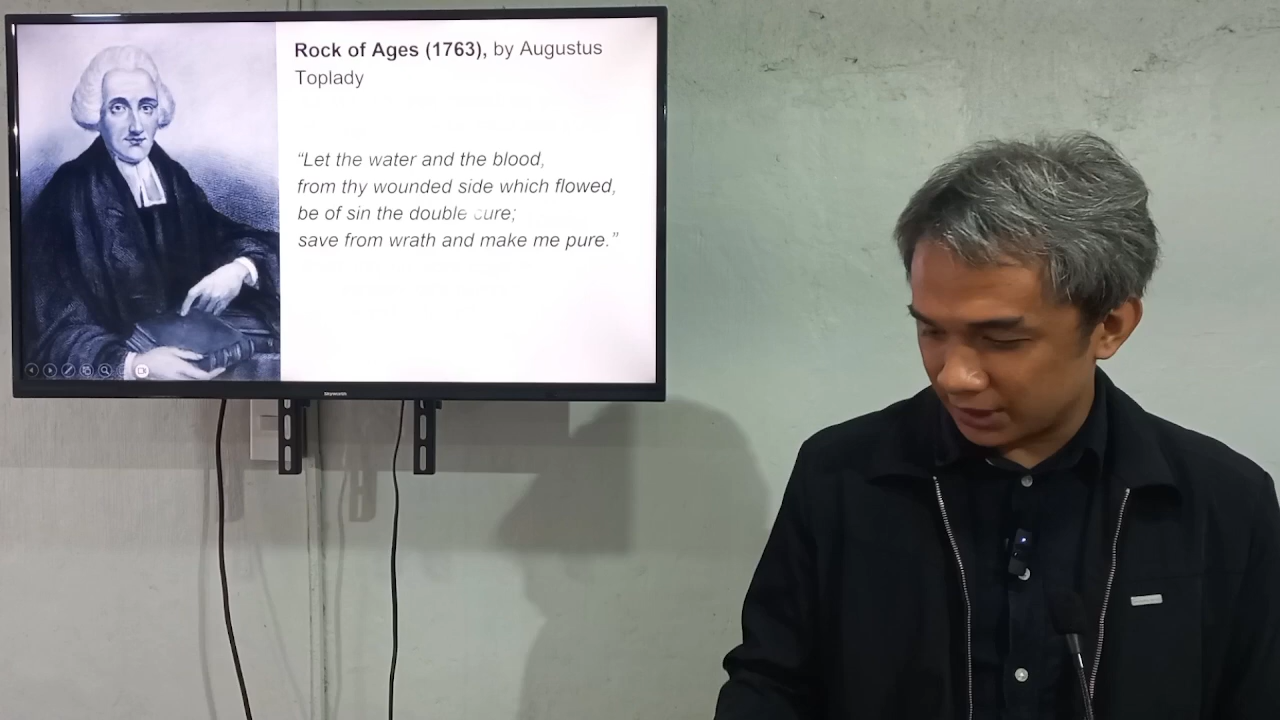 Rock of Ages (1763), by Augustus
Toplady
“Let the water and the blood,
from thy wounded side which flowed,
be of sin the double cure;
save from wrath and make me pure.”
Skyworth